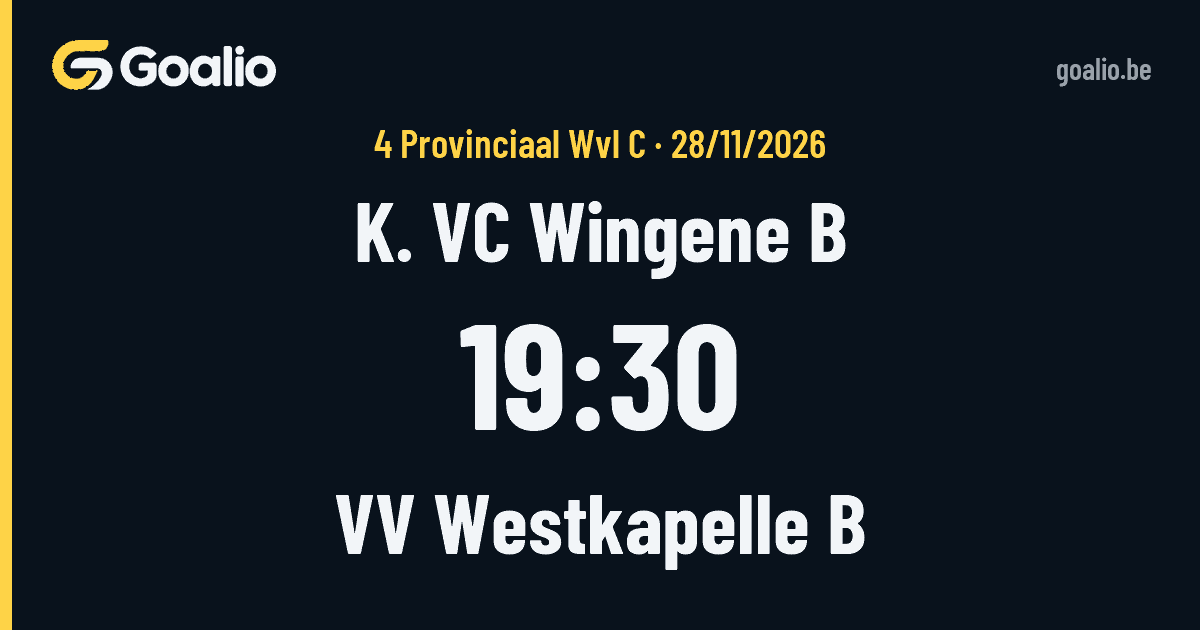 Goalio
goalio.be
4 Provinciaal Wvl C · 28/11/2026
K. VC Wingene B
19:30
VV Westkapelle B